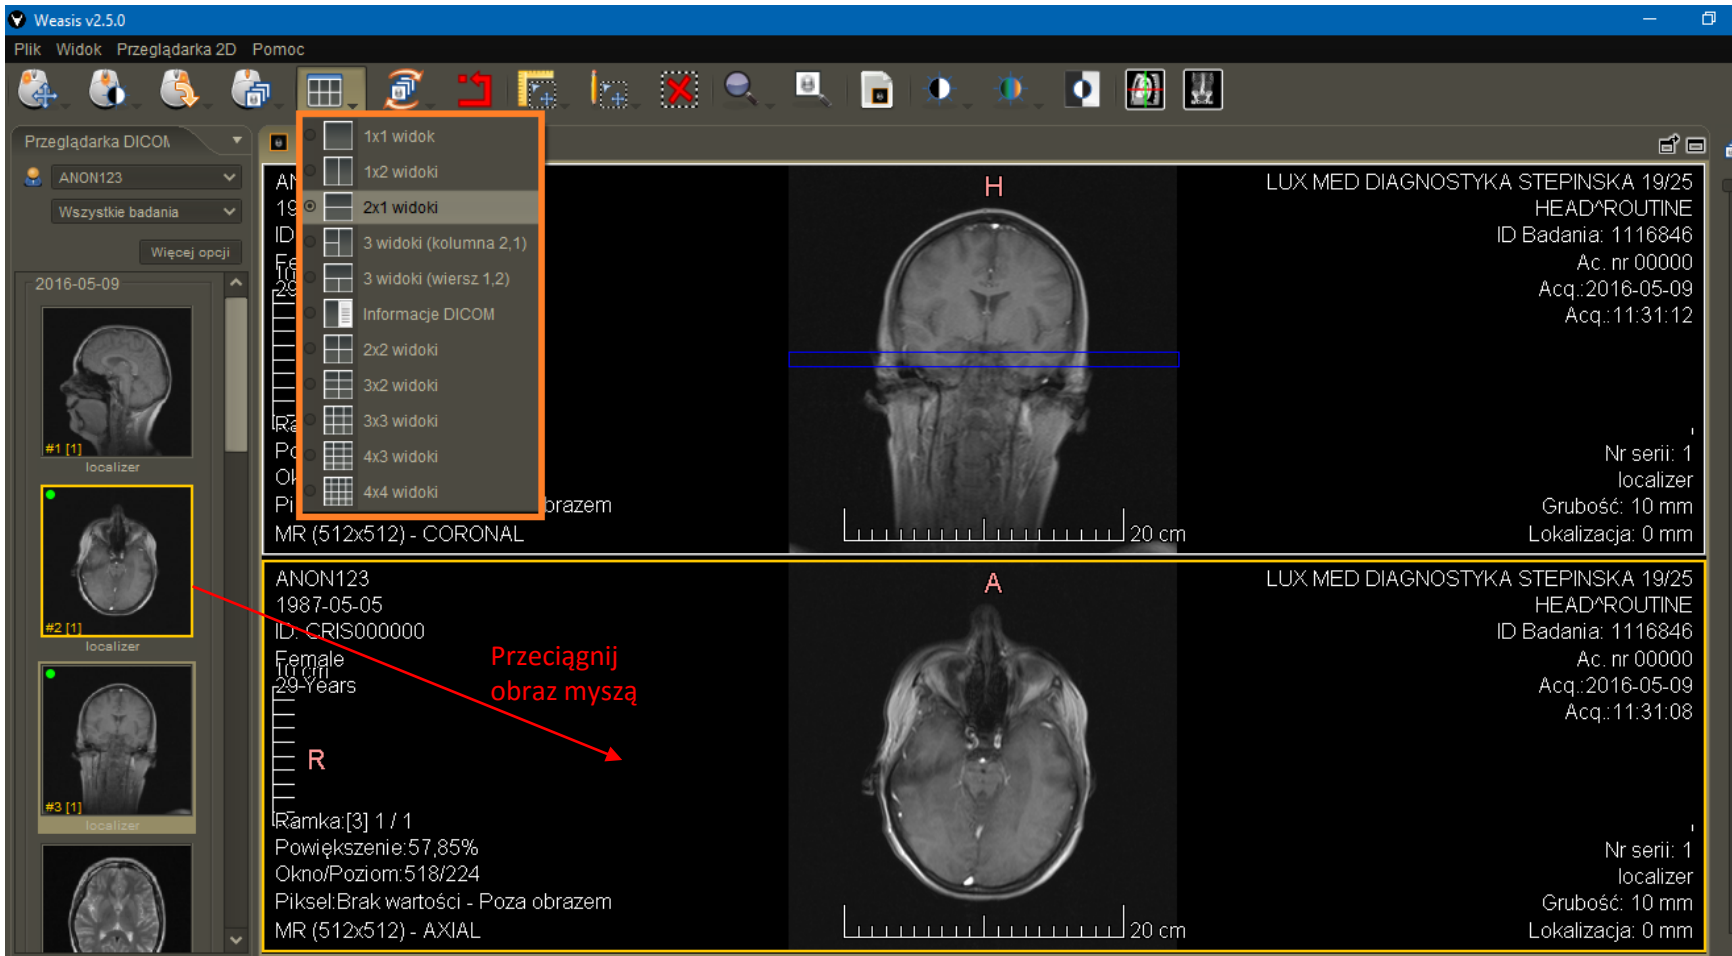 Weasis v2.5.0
Plik Widok Przeglądarka 2D Pomoc
Przeglądarka DICOM
ANON123
Wszystkie badania
Więcej opcji
2016-05-09
#1 [1]
localizer
#2 [1]
localizer
#3 [1]
localizer
1x1 widok
1x2 widoki
2x1 widoki
3 widoki (kolumna 2,1)
3 widoki (wiersz 1,2)
Informacje DICOM
2x2 widoki
3x2 widoki
3x3 widoki
4x3 widoki
4x4 widoki
H
LUX MED DIAGNOSTYKA STEPINSKA 19/25
HEAD^ROUTINE
ID Badania: 1116846
Ac. nr 00000
Acq.:2016-05-09
Acq.:11:31:12
ID
MR (512x512) - CORONAL
20 cm
Nr serii: 1
localizer
Grubość: 10 mm
Lokalizacja: 0 mm
ANON123
1987-05-05
ID: CRIS000000
Female
10 cm
29-Years
R
A
Przeciągnij
obraz myszą
LUX MED DIAGNOSTYKA STEPINSKA 19/25
HEAD^ROUTINE
ID Badania: 1116846
Ac. nr 00000
Acq.:2016-05-09
Acq.:11:31:08
Ramka:[3] 1 / 1
Powiększenie:57,85%
Okno/Poziom:518/224
Piksel:Brak wartości - Poza obrazem
MR (512x512) - AXIAL
20 cm
Nr serii: 1
localizer
Grubość: 10 mm
Lokalizacja: 0 mm